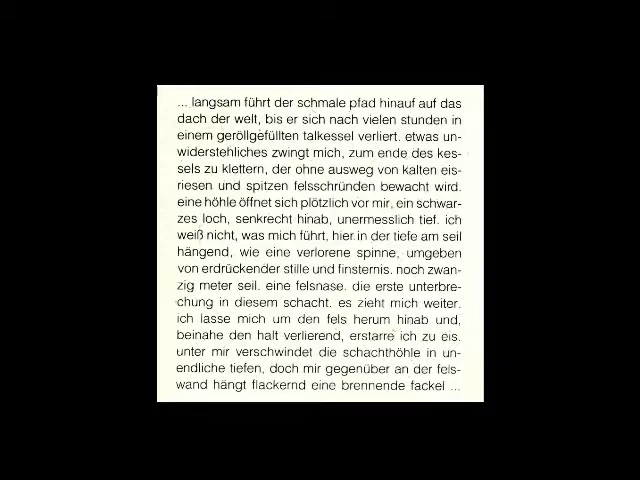 ... langsam führt der schmale pfad hinauf auf das
dach der welt, bis er sich nach vielen stunden in
einem geröllgefüllten talkessel verliert. etwas un-
widerstehliches zwingt mich, zum ende des kes-
sels zu klettern, der ohne ausweg von kalten eis-
riesen und spitzen felsschründen bewacht wird.
eine höhle öffnet sich plötzlich vor mir, ein schwar-
zes loch, senkrecht hinab, unermesslich tief. ich
weiß nicht, was mich führt, hier in der tiefe am seil
hängend, wie eine verlorene spinne, umgeben
von erdrückender stille und finsternis. noch zwan-
zig meter seil. eine felsnase. die erste unterbre-
chung in diesem schacht. es zieht mich weiter.
ich lasse mich um den fels herum hinab und,
beinahe den halt verlierend, erstarre ich zu eis.
unter mir verschwindet die schachthöhle in un-
endliche tiefen, doch mir gegenüber an der fels-
wand hängt flackernd eine brennende fackel ...